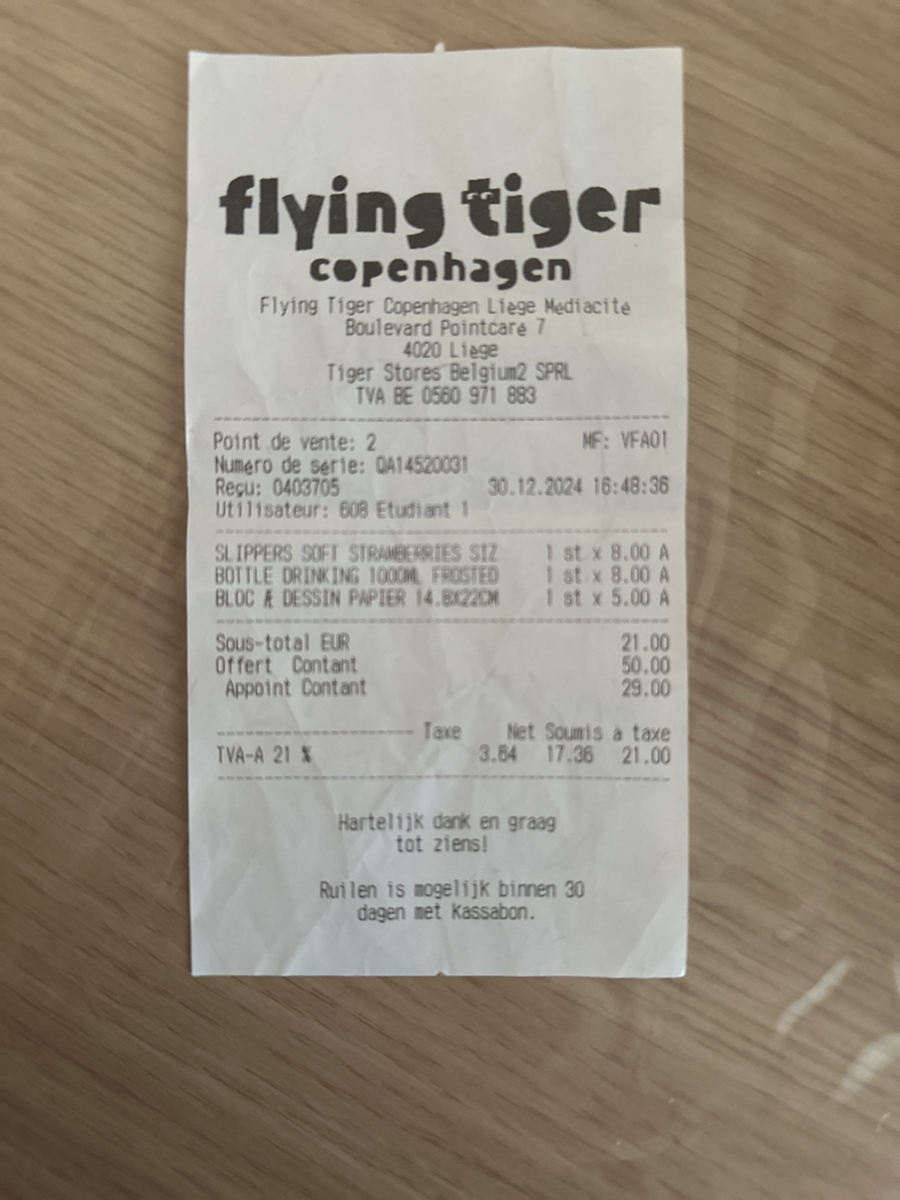 flying tiger
copenhagen
Flying Tiger Copenhagen Liège Mediacité
Boulevard Pointcaré 7
4020 Liège
Tiger Stores Belgium2 SPRL
TVA BE 0560 971 883
Point de vente: 2 MF: VFA01
Numéro de série: QA14520031
Reçu: 0403705 30.12.2024 16:48:36
Utilisateur: 608 Etudiant 1
SLIPPERS SOFT STRAWBERRIES SIZ 1 st x 8.00 A
BOTTLE DRINKING 1000ML FROSTED 1 st x 8.00 A
BLOC Æ DESSIN PAPIER 14.8X22CM 1 st x 5.00 A
Sous-total EUR 21.00
Offert Contant 50.00
Appoint Contant 29.00
Taxe Net Soumis à taxe
TVA-A 21 % 3.64 17.36 21.00
Hartelijk dank en graag
tot ziens!
Ruilen is mogelijk binnen 30
dagen met Kassabon.